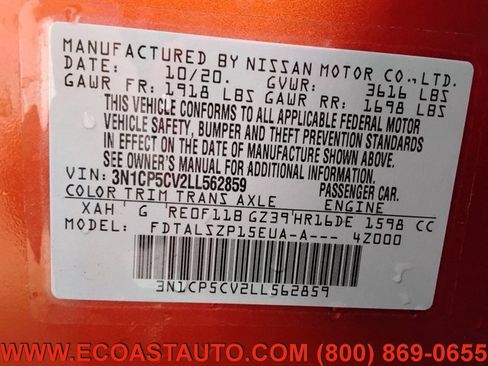 MANUFACTURED BY NISSAN MOTOR CO., LTD.
DATE: 10/20. GVWR: 3616 LBS
GAWR FR: 1918 LBS GAWR RR: 1698 LBS
THIS VEHICLE CONFORMS TO ALL APPLICABLE FEDERAL MOTOR
VEHICLE SAFETY, BUMPER AND THEFT PREVENTION STANDARDS
IN EFFECT ON THE DATE OF MANUFACTURE SHOWN ABOVE.
SEE OWNER'S MANUAL FOR ADDITIONAL INFORMATION.
VIN: 3N1CP5CV2LL562859 PASSENGER CAR.
COLOR TRIM TRANS AXLE ENGINE
XAH ' G RE0F11B GZ39'HR16DE 1598 CC
MODEL: FDTALSZP15EUA-A--- 4Z000
3N1CP5CV2LL562859
WWW.ECOASTAUTO.COM (800) 869-0655